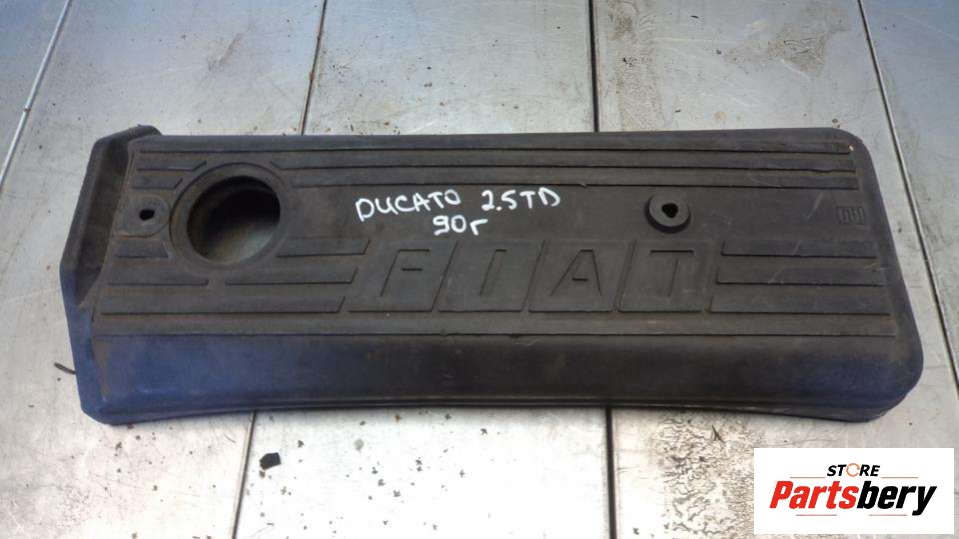 DUCATO 2.5TD
90г
FIAT
STORE
Partsbery